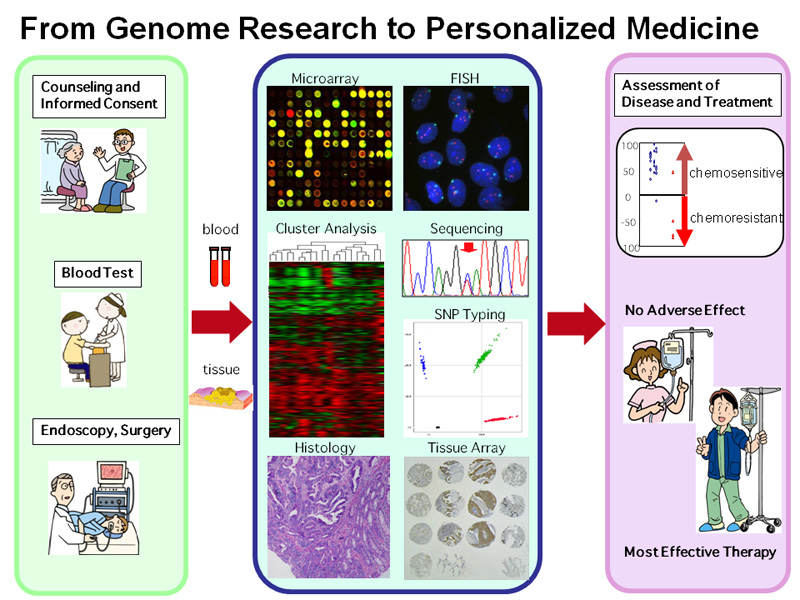 From Genome Research to Personalized Medicine
Counseling and
Informed Consent
Blood Test
Endoscopy, Surgery
blood
tissue
Microarray
FISH
Cluster Analysis
Sequencing
SNP Typing
Histology
Tissue Array
Assessment of
Disease and Treatment
100
50
0
-50
100
chemosensitive
chemoresistant
No Adverse Effect
Most Effective Therapy